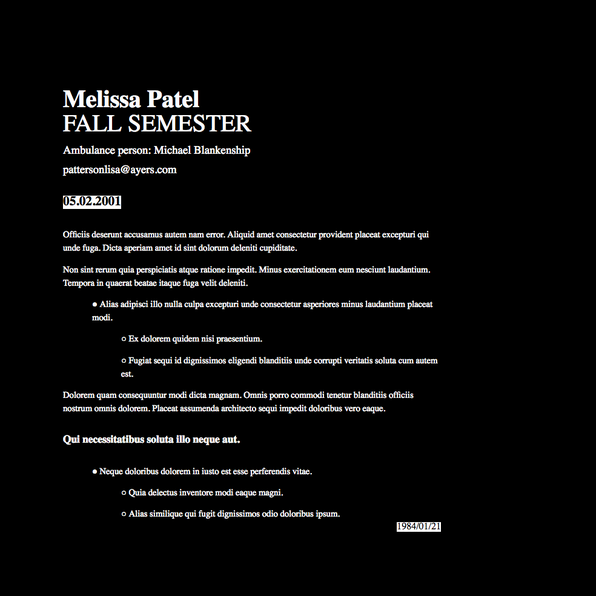 Melissa Patel
FALL SEMESTER
Ambulance person: Michael Blankenship
pattersonlisa@ayers.com
05.02.2001
Officiis deserunt accusamus autem nam error. Aliquid amet consectetur provident placeat excepturi qui
unde fuga. Dicta aperiam amet id sint dolorum deleniti cupiditate.
Non sint rerum quia perspiciatis atque ratione impedit. Minus exercitationem eum nesciunt laudantium.
Tempora in quaerat beatae itaque fuga velit deleniti.
● Alias adipisci illo nulla culpa excepturi unde consectetur asperiores minus laudantium placeat
modi.
○ Ex dolorem quidem nisi praesentium.
○ Fugiat sequi id dignissimos eligendi blanditiis unde corrupti veritatis soluta cum autem
est.
Dolorem quam consequuntur modi dicta magnam. Omnis porro commodi tenetur blanditiis officiis
nostrum omnis dolorem. Placeat assumenda architecto sequi impedit doloribus vero eaque.
Qui necessitatibus soluta illo neque aut.
● Neque doloribus dolorem in iusto est esse perferendis vitae.
○ Quia delectus inventore modi eaque magni.
○ Alias similique qui fugit dignissimos odio doloribus ipsum.
1984/01/21